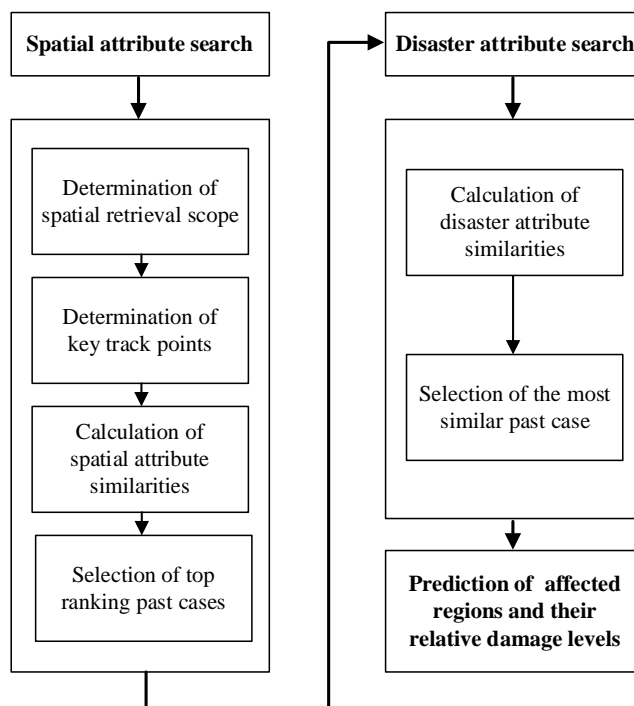 Spatial attribute search
Determination of
spatial retrieval scope
Determination of
key track points
Calculation of
spatial attribute
similarities
Selection of top
ranking past cases
Disaster attribute search
Calculation of
disaster attribute
similarities
Selection of the most
similar past case
Prediction of affected
regions and their
relative damage levels